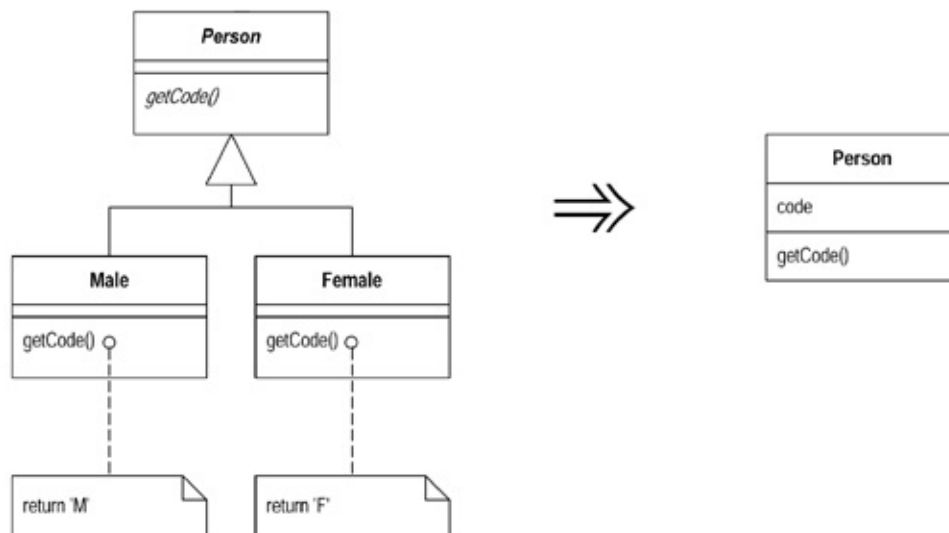 Person
getCode()
Person
code
getCode()
Male
Female
getCode()
getCode()
return 'M'
return 'F'